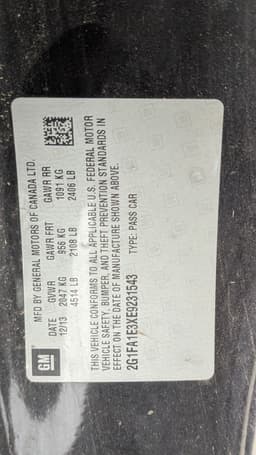 GM
MFD BY GENERAL MOTORS OF CANADA LTD.
DATE GVWR GAWR FRT GAWR RR
12/13 2047 KG 956 KG 1091 KG
4514 LB 2108 LB 2406 LB
THIS VEHICLE CONFORMS TO ALL APPLICABLE U.S. FEDERAL MOTOR
VEHICLE SAFETY, BUMPER, AND THEFT PREVENTION STANDARDS IN
EFFECT ON THE DATE OF MANUFACTURE SHOWN ABOVE.
2G1FA1E3XE9231543 TYPE: PASS CAR